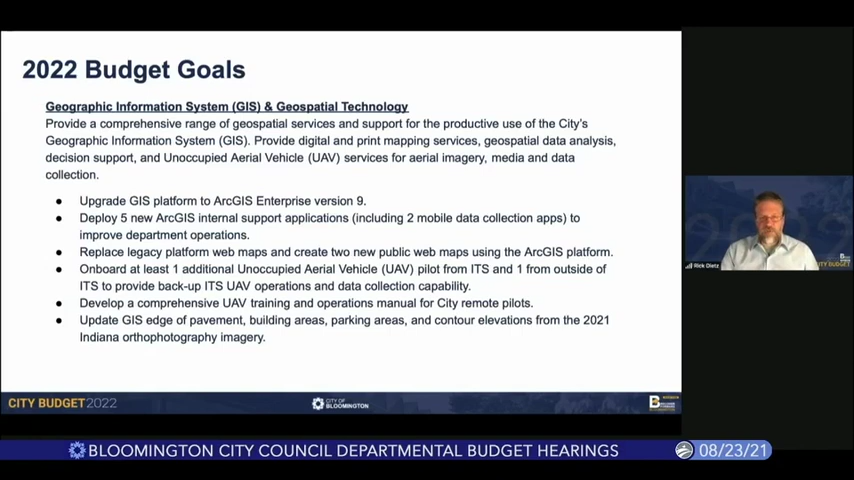 2022 Budget Goals
Geographic Information System (GIS) & Geospatial Technology
Provide a comprehensive range of geospatial services and support for the productive use of the City's
Geographic Information System (GIS). Provide digital and print mapping services, geospatial data analysis,
decision support, and Unoccupied Aerial Vehicle (UAV) services for aerial imagery, media and data
collection.
● Upgrade GIS platform to ArcGIS Enterprise version 9.
● Deploy 5 new ArcGIS internal support applications (including 2 mobile data collection apps) to
improve department operations.
● Replace legacy platform web maps and create two new public web maps using the ArcGIS platform.
● Onboard at least 1 additional Unoccupied Aerial Vehicle (UAV) pilot from ITS and 1 from outside of
ITS to provide back-up ITS UAV operations and data collection capability.
● Develop a comprehensive UAV training and operations manual for City remote pilots.
● Update GIS edge of pavement, building areas, parking areas, and contour elevations from the 2021
Indiana orthophotography imagery.
Rick Dietz
CITY BUDGET 2022
CITY OF
BLOOMINGTON
BLOOMINGTON CITY COUNCIL DEPARTMENTAL BUDGET HEARINGS
08/23/21